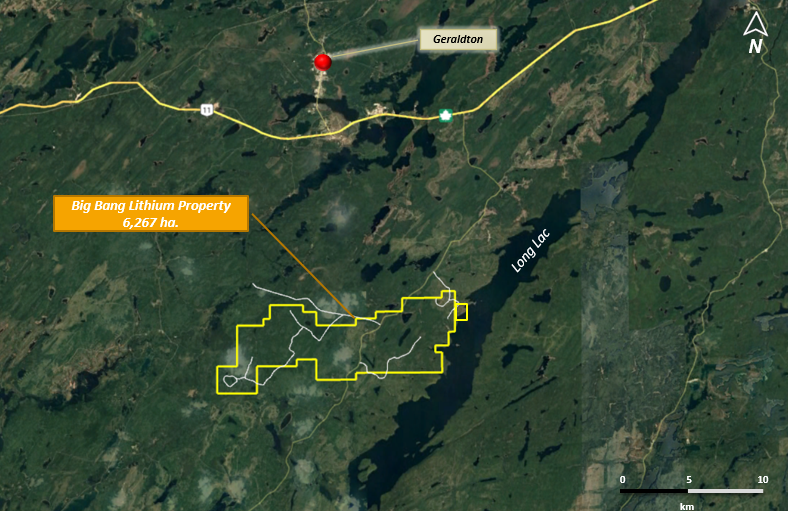 Geraldton
N
11
Big Bang Lithium Property
6,267 ha.
Long Lac
0 5 10
km